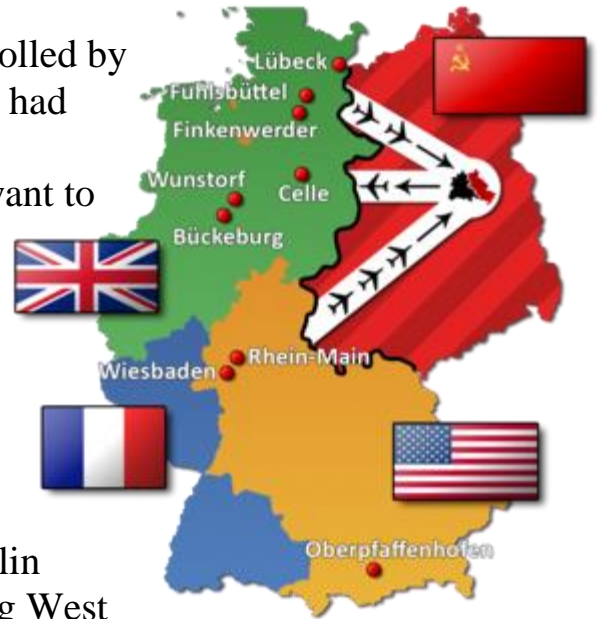 olled by
had
vant to
lin
g West
Lübeck
Fuhlsbüttel
Finkenwerder
Wunstorf
Celle
Bückeburg
Rhein-Main
Wiesbaden
Oberpfaffenhofen